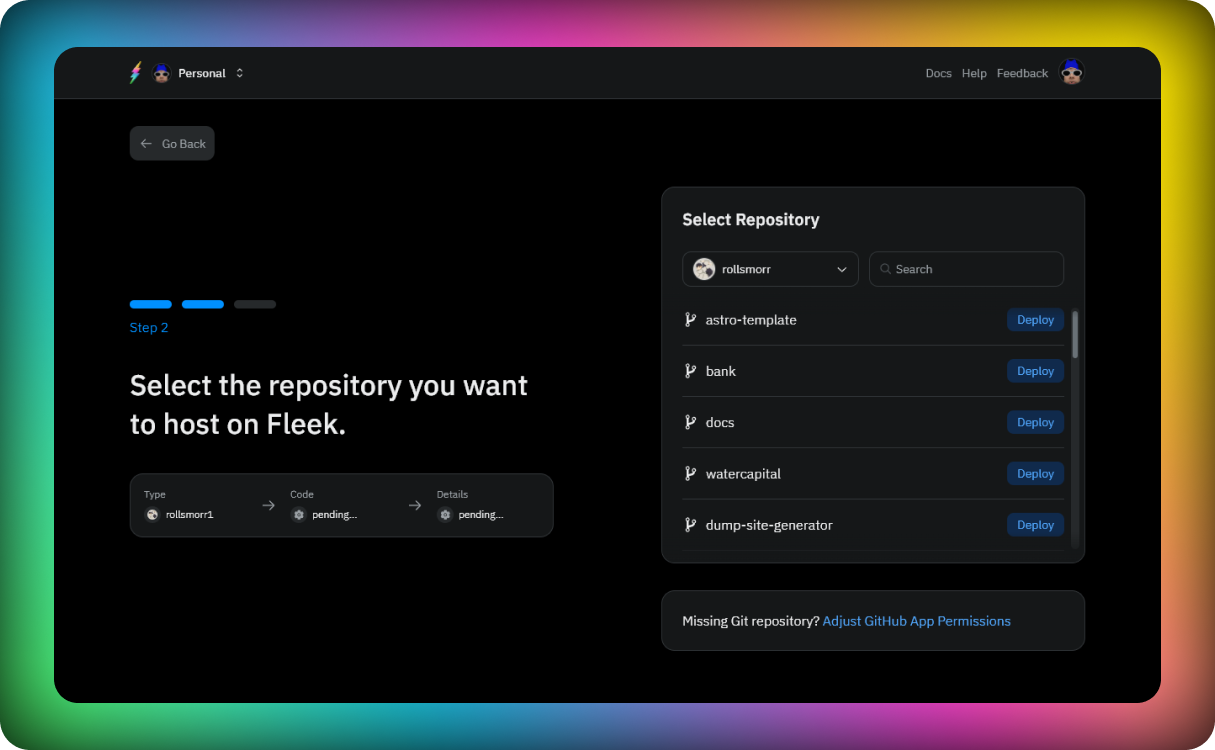 Personal
Docs Help Feedback
Go Back
Step 2
Select the repository you want
to host on Fleek.
Type
rollsmorr1
Code
pending...
Details
pending...
Select Repository
rollsmorr
Search
astro-template Deploy
bank Deploy
docs Deploy
watercapital Deploy
dump-site-generator Deploy
Missing Git repository? Adjust GitHub App Permissions